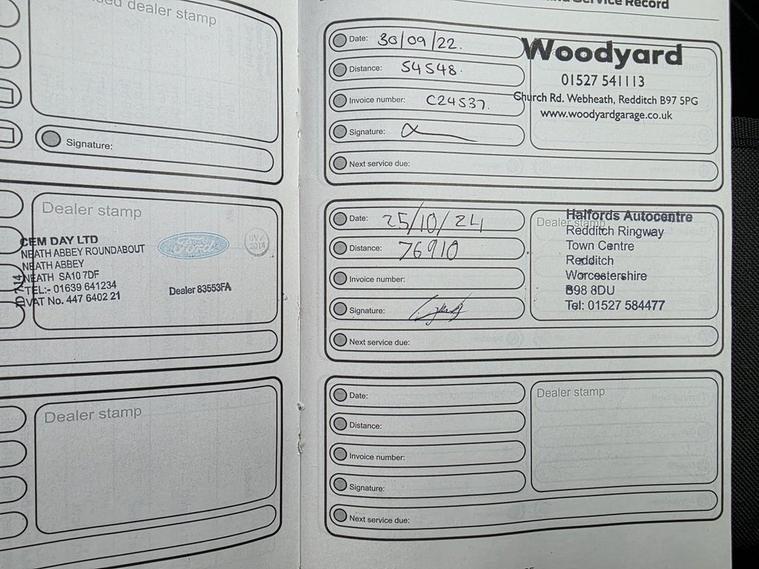 dealer stamp
Signature:
Dealer stamp
CEM DAY LTD
NEATH ABBEY ROUNDABOUT
NEATH ABBEY
NEATH SA10 7DF
TEL:- 01639 641234
VAT No. 447 6402 21
Ford
Dealer 83553FA
Dealer stamp
Service Record
Date: 30/09/22.
Distance: 54548.
Invoice number: C24537.
Signature:
Next service due:
Woodyard
01527 541113
Church Rd. Webheath, Redditch B97 5PG
www.woodyardgarage.co.uk
Date: 25/10/24
Distance: 76910
Invoice number:
Signature:
Next service due:
Dealer stamp
Halfords Autocentre
Redditch Ringway
Town Centre
Redditch
Worcestershire
B98 8DU
Tel: 01527 584477
Date:
Distance:
Invoice number:
Signature:
Next service due:
Dealer stamp